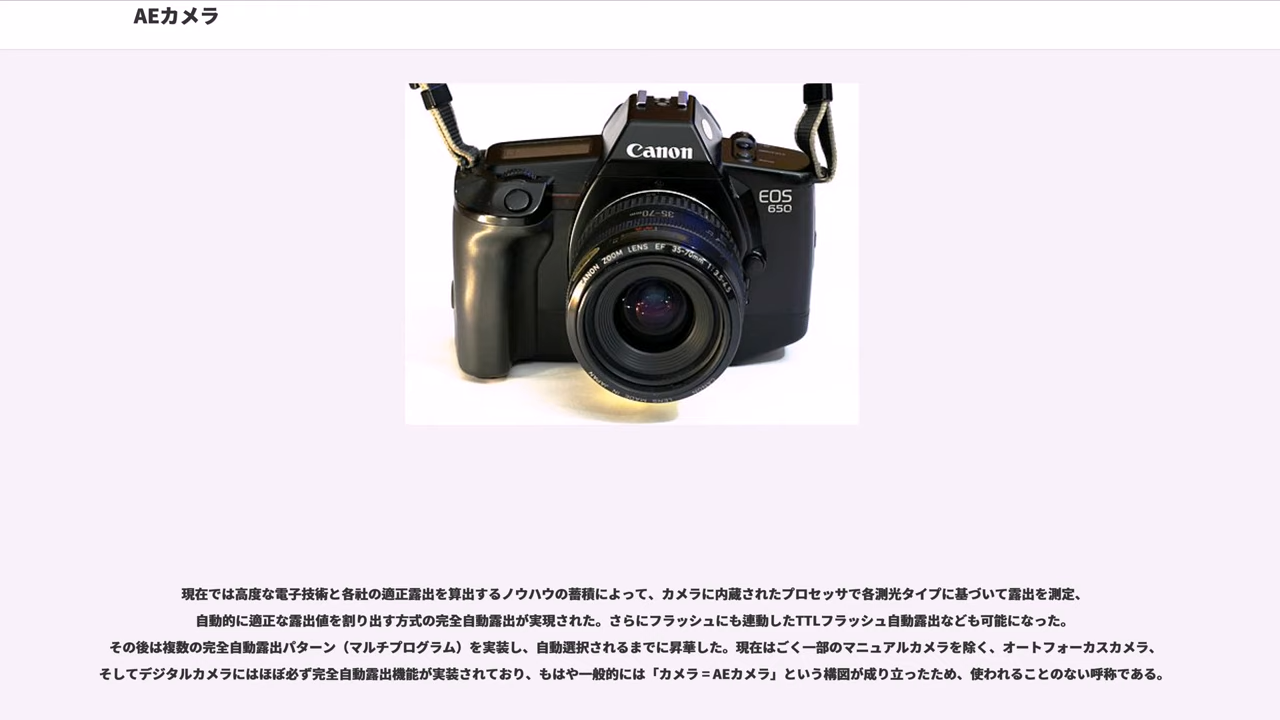 AEカメラ
Canon
EOS
650
35-70mm
CANON ZOOM LENS EF 35-70mm 1:3.5-4.5
現在では高度な電子技術と各社の適正露出を算出するノウハウの蓄積によって、カメラに内蔵されたプロセッサで各測光タイプに基づいて露出を測定、
自動的に適正な露出値を割り出す方式の完全自動露出が実現された。さらにフラッシュにも連動したTTLフラッシュ自動露出なども可能になった。
その後は複数の完全自動露出パターン（マルチプログラム）を実装し、自動選択されるまでに昇華した。現在はごく一部のマニュアルカメラを除く、オートフォーカスカメラ、
そしてデジタルカメラにはほぼ必ず完全自動露出機能が実装されており、もはや一般的には「カメラ＝AEカメラ」という構図が成り立ったため、使われることのない呼称である。